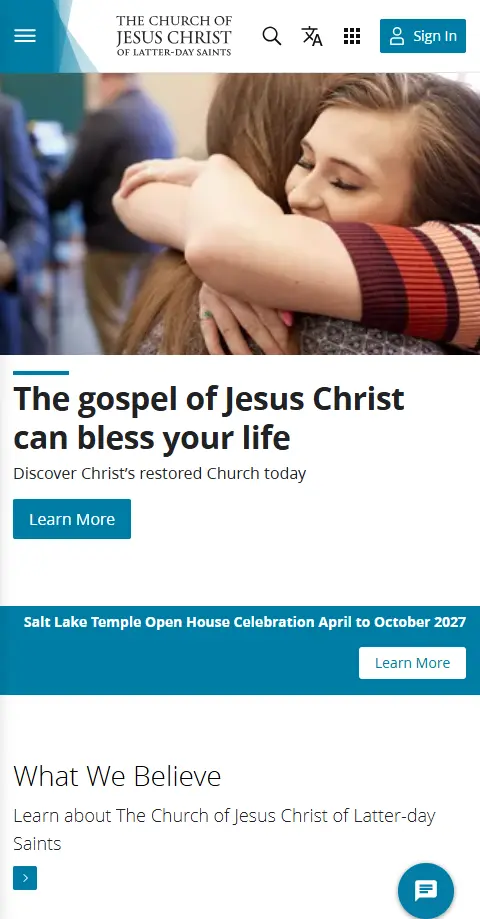 THE CHURCH OF
JESUS CHRIST
OF LATTER-DAY SAINTS
Sign In
The gospel of Jesus Christ
can bless your life
Discover Christ’s restored Church today
Learn More
Salt Lake Temple Open House Celebration April to October 2027
Learn More
What We Believe
Learn about The Church of Jesus Christ of Latter-day
Saints